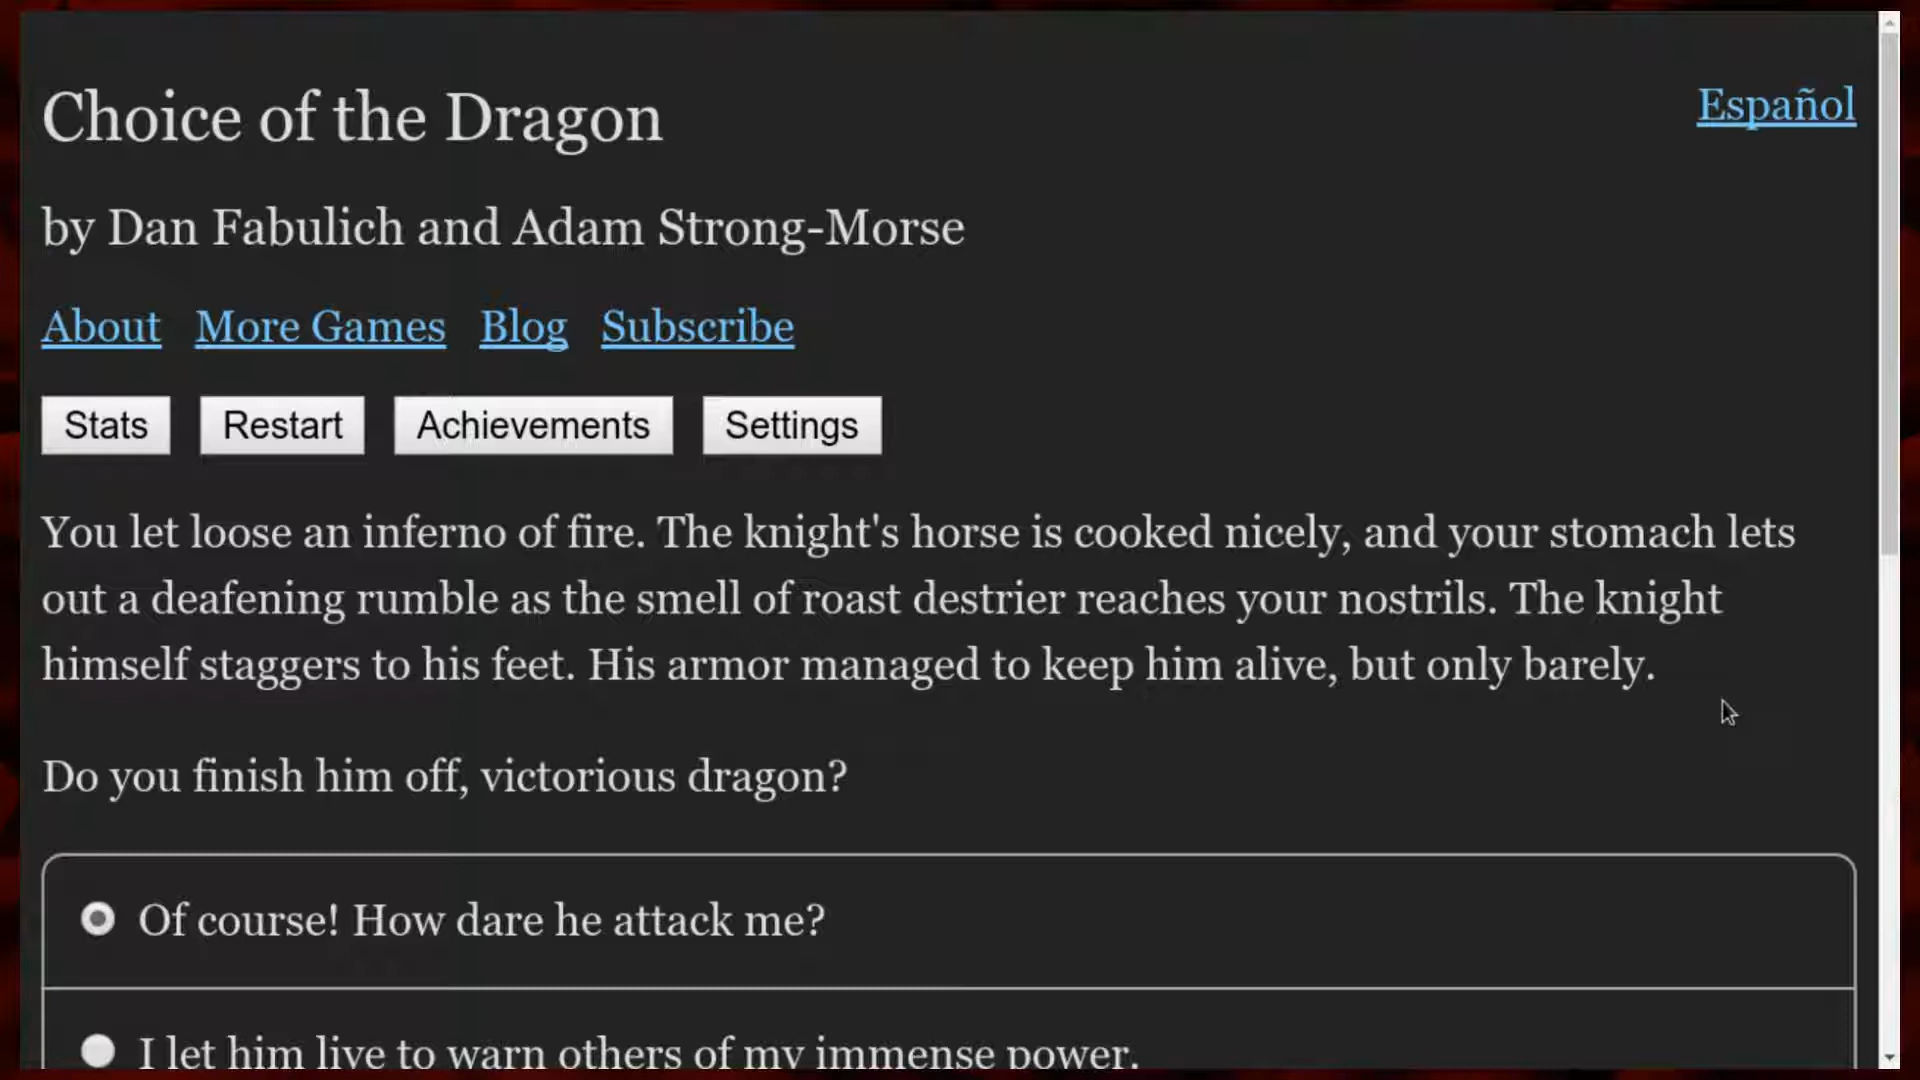 Choice of the Dragon
Español
by Dan Fabulich and Adam Strong-Morse
About More Games Blog Subscribe
Stats Restart Achievements Settings
You let loose an inferno of fire. The knight's horse is cooked nicely, and your stomach lets
out a deafening rumble as the smell of roast destrier reaches your nostrils. The knight
himself staggers to his feet. His armor managed to keep him alive, but only barely.
Do you finish him off, victorious dragon?
Of course! How dare he attack me?
I let him live to warn others of my immense power.